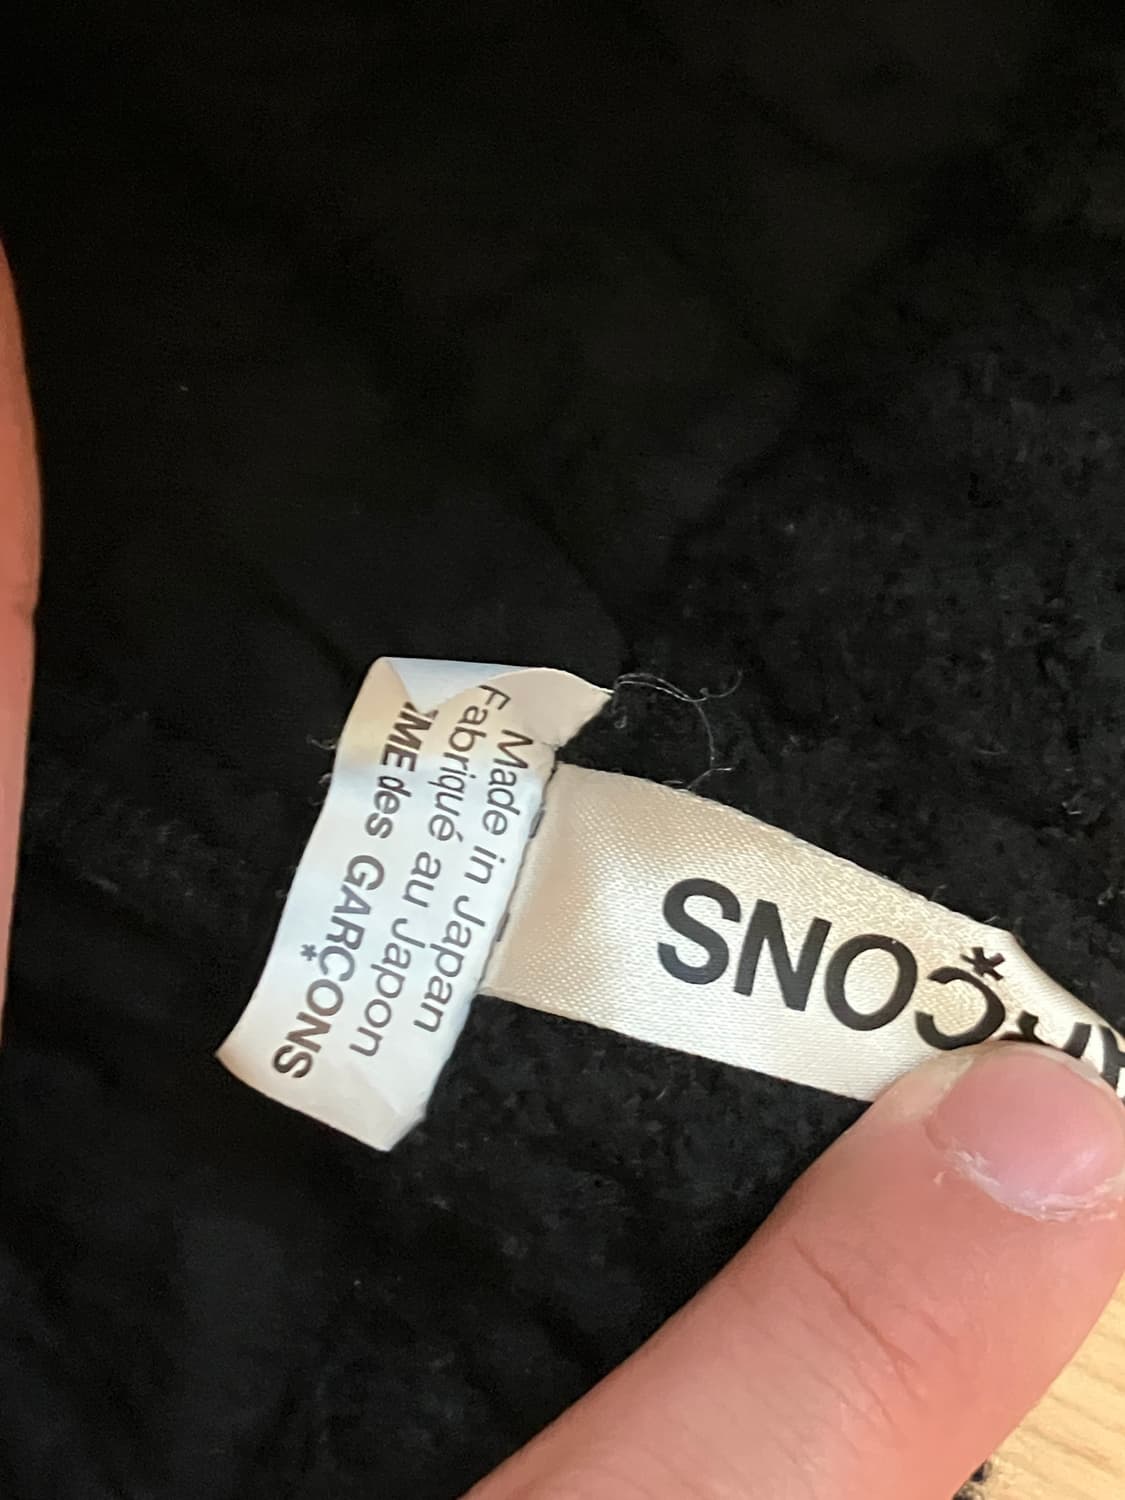 Made in Japan
Fabriqué au Japon
ME des GARÇONS
ÇONS